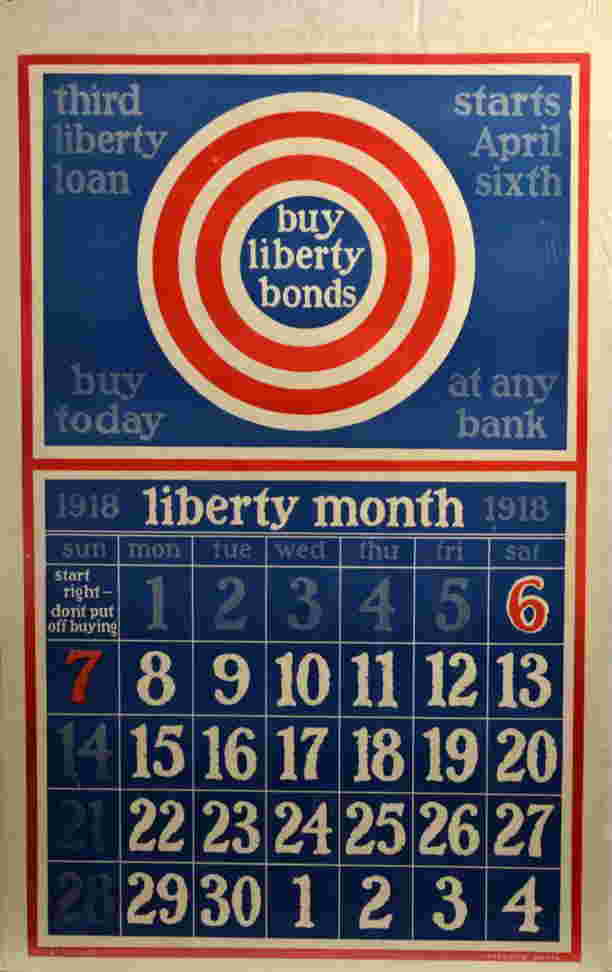 third
liberty
loan
starts
April
sixth
buy
liberty
bonds
buy
today
at any
bank
1918 liberty month 1918
sun mon tue wed thu fri sat
start
right –
dont put
off buying
1 2 3 4 5 6
7 8 9 10 11 12 13
14 15 16 17 18 19 20
21 22 23 24 25 26 27
28 29 30 1 2 3 4